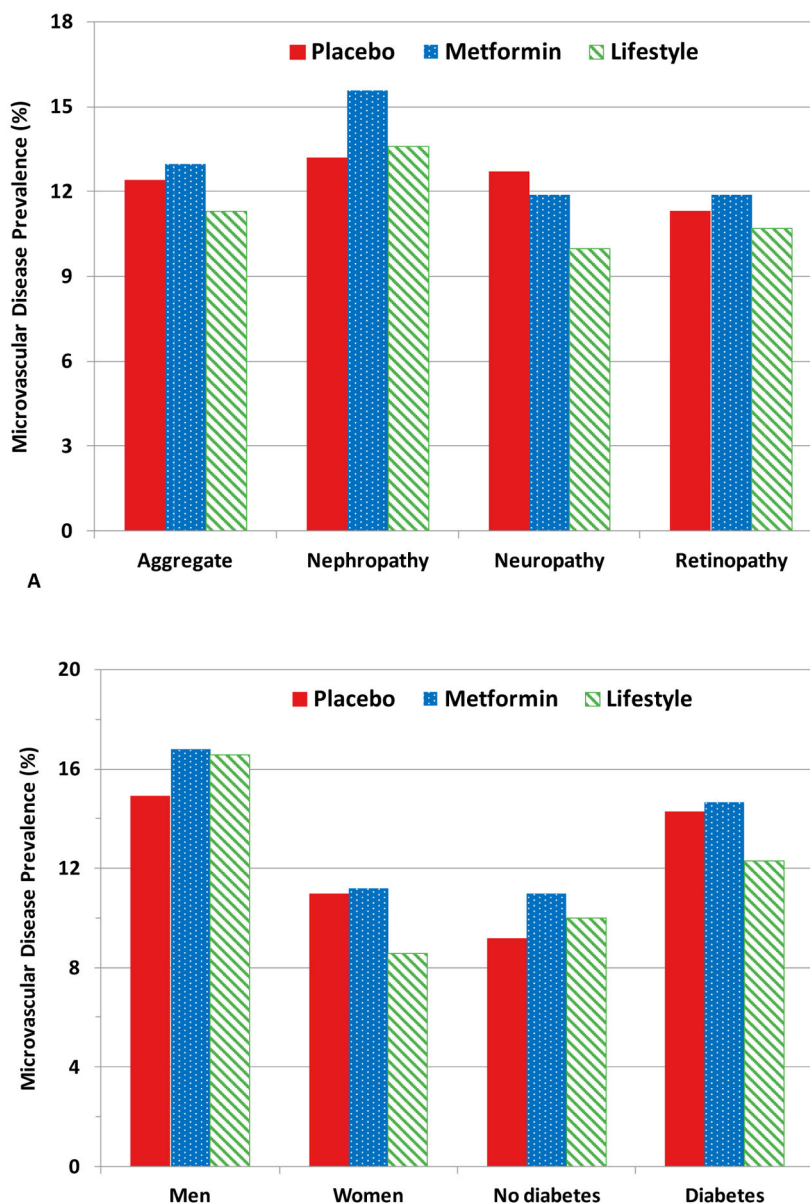 18
15
12
9
6
3
0
Microvascular Disease Prevalence (%)
Placebo Metformin Lifestyle
Aggregate Nephropathy Neuropathy Retinopathy
A
20
16
12
8
4
0
Microvascular Disease Prevalence (%)
Placebo Metformin Lifestyle
Men Women No diabetes Diabetes